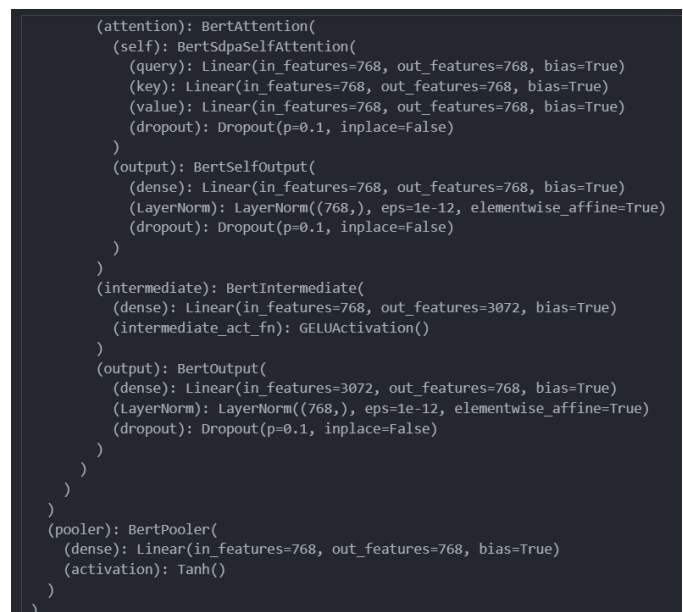 (attention): BertAttention(
(self): BertSdpaSelfAttention(
(query): Linear(in_features=768, out_features=768, bias=True)
(key): Linear(in_features=768, out_features=768, bias=True)
(value): Linear(in_features=768, out_features=768, bias=True)
(dropout): Dropout(p=0.1, inplace=False)
)
(output): BertSelfOutput(
(dense): Linear(in_features=768, out_features=768, bias=True)
(LayerNorm): LayerNorm((768,), eps=1e-12, elementwise_affine=True)
(dropout): Dropout(p=0.1, inplace=False)
)
)
(intermediate): BertIntermediate(
(dense): Linear(in_features=768, out_features=3072, bias=True)
(intermediate_act_fn): GELUActivation()
)
(output): BertOutput(
(dense): Linear(in_features=3072, out_features=768, bias=True)
(LayerNorm): LayerNorm((768,), eps=1e-12, elementwise_affine=True)
(dropout): Dropout(p=0.1, inplace=False)
)
)
)
)
(pooler): BertPooler(
(dense): Linear(in_features=768, out_features=768, bias=True)
(activation): Tanh()
)
)